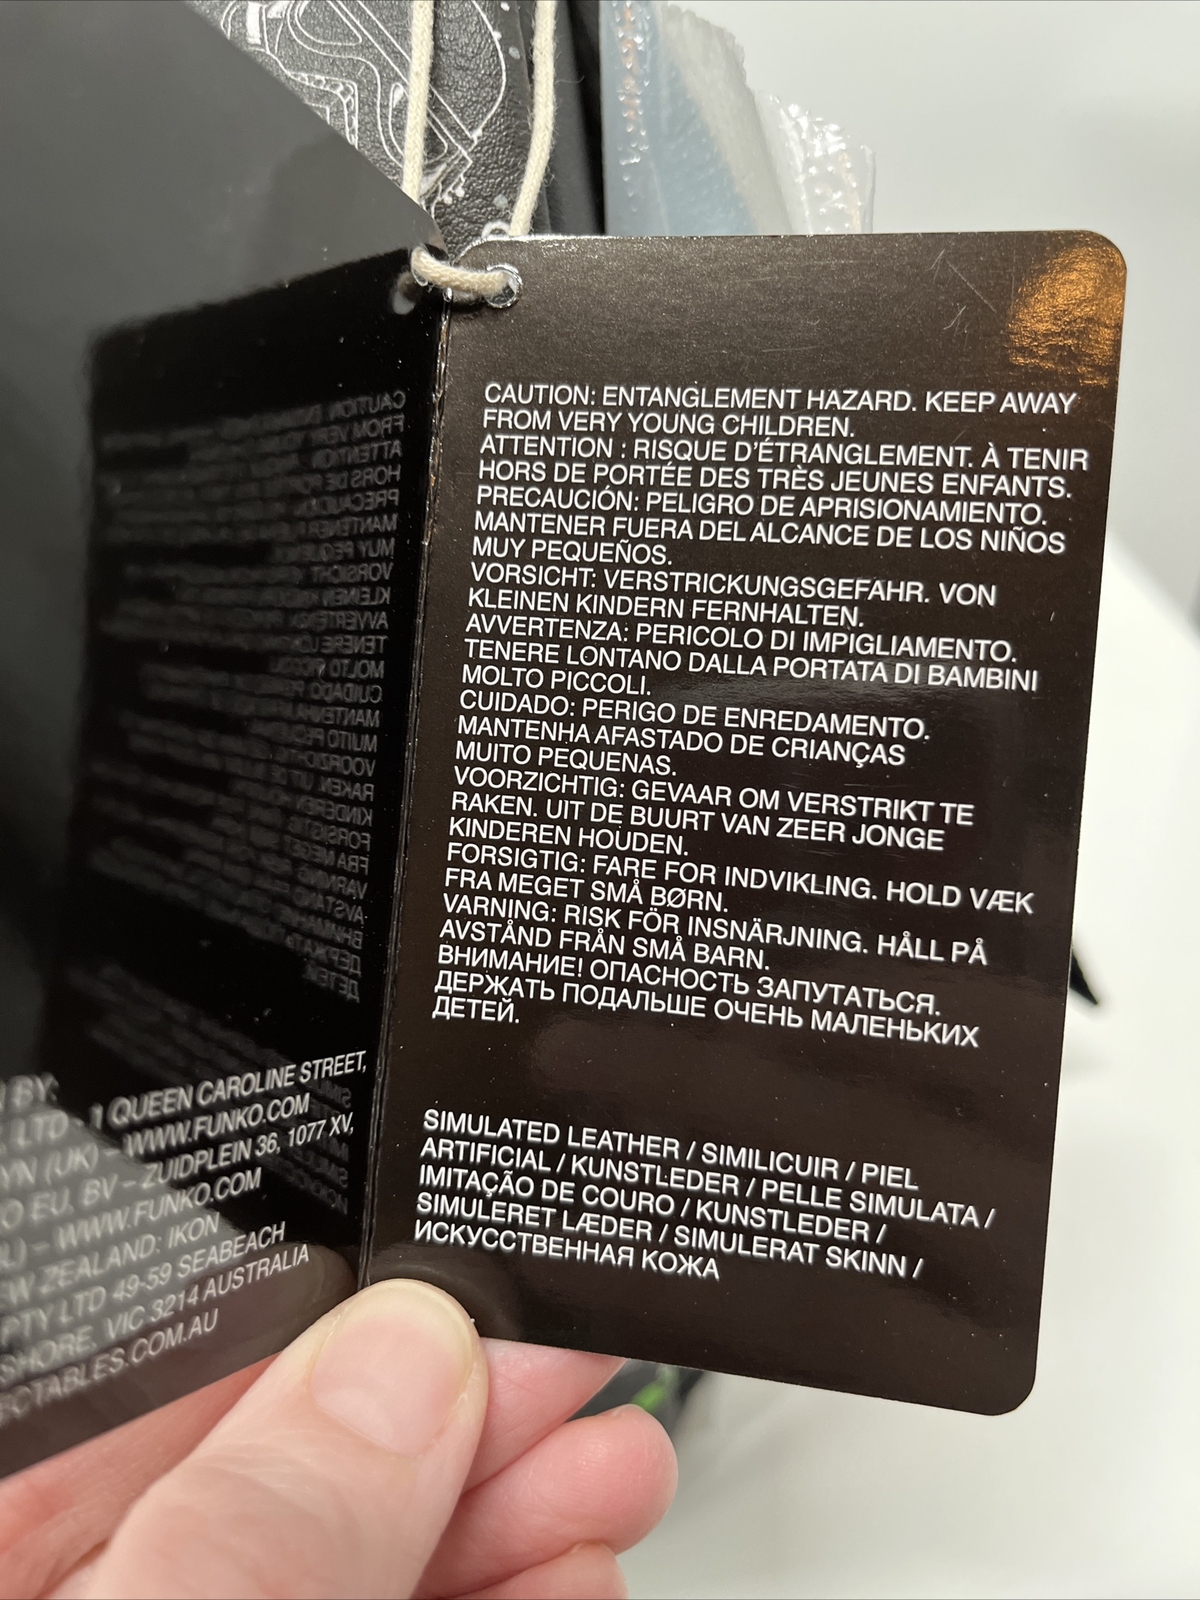 CAUTION: ENTANGLEMENT HAZARD. KEEP AWAY
FROM VERY YOUNG CHILDREN.
ATTENTION : RISQUE D'ÉTRANGLEMENT. À TENIR
HORS DE PORTÉE DES TRÈS JEUNES ENFANTS.
PRECAUCIÓN: PELIGRO DE APRISIONAMIENTO.
MANTENER FUERA DEL ALCANCE DE LOS NIÑOS
MUY PEQUEÑOS.
VORSICHT: VERSTRICKUNGSGEFAHR. VON
KLEINEN KINDERN FERNHALTEN.
AVVERTENZA: PERICOLO DI IMPIGLIAMENTO.
TENERE LONTANO DALLA PORTATA DI BAMBINI
MOLTO PICCOLI.
CUIDADO: PERIGO DE ENREDAMENTO.
MANTENHA AFASTADO DE CRIANÇAS
MUITO PEQUENAS.
VOORZICHTIG: GEVAAR OM VERSTRIKT TE
RAKEN. UIT DE BUURT VAN ZEER JONGE
KINDEREN HOUDEN.
FORSIGTIG: FARE FOR INDVIKLING. HOLD VÆK
FRA MEGET SMÅ BØRN.
VARNING: RISK FÖR INSNÄRJNING. HÅLL PÅ
AVSTÅND FRÅN SMÅ BARN.
ВНИМАНИЕ! ОПАСНОСТЬ ЗАПУТАТЬСЯ.
ДЕРЖАТЬ ПОДАЛЬШЕ ОЧЕНЬ МАЛЕНЬКИХ
ДЕТЕЙ.
SIMULATED LEATHER / SIMILICUIR / PIEL
ARTIFICIAL / KUNSTLEDER / PELLE SIMULATA /
IMITAÇÃO DE COURO / KUNSTLEDER /
SIMULERET LÆDER / SIMULERAT SKINN /
ИСКУССТВЕННАЯ КОЖА
BY:
LTD - 1 QUEEN CAROLINE STREET,
(UK) – WWW.FUNKO.COM
EU, BV – ZUIDPLEIN 36, 1077 XV,
– WWW.FUNKO.COM
ZEALAND: IKON
PTY LTD 49-59 SEABEACH
SHORE, VIC 3214 AUSTRALIA
ECTABLES.COM.AU